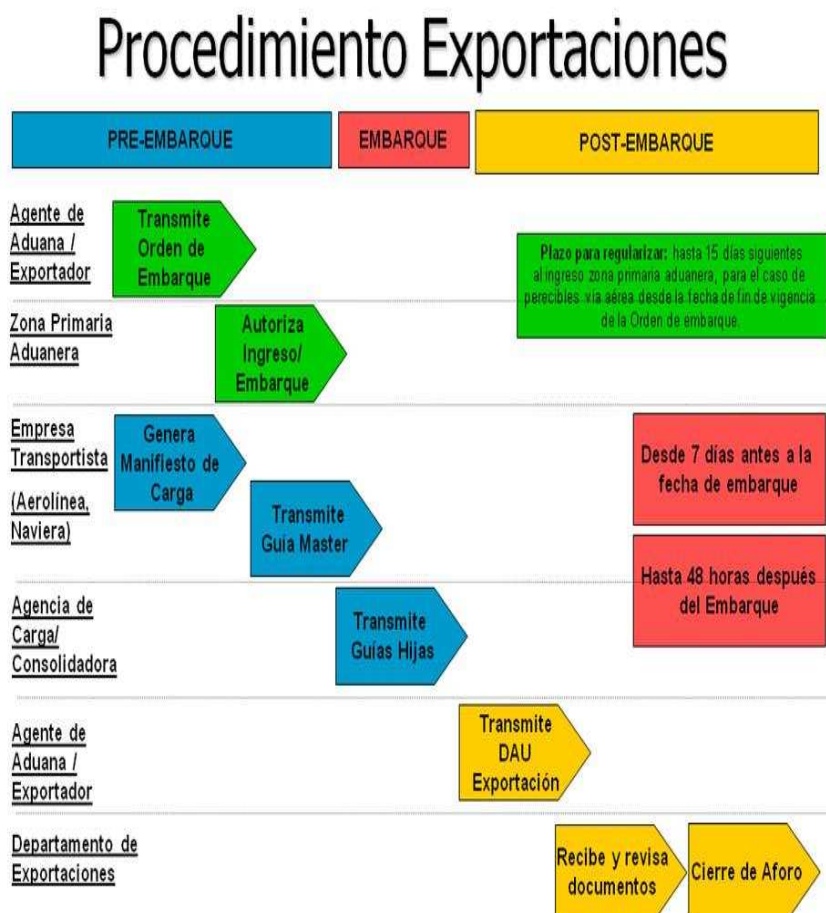 Procedimiento Exportaciones
PRE-EMBARQUE
EMBARQUE
POST-EMBARQUE
Agente de
Aduana /
Exportador
Transmite
Orden de
Embarque
Plazo para regularizar: hasta 15 días siguientes
al ingreso zona primaria aduanera, para el caso de
perecibles vía aérea desde la fecha de fin de vigencia
de la Orden de embarque.
Zona Primaria
Aduanera
Autoriza
Ingreso/
Embarque
Empresa
Transportista
(Aerolínea,
Naviera)
Genera
Manifiesto de
Carga
Transmite
Guía Master
Desde 7 días antes a la
fecha de embarque
Hasta 48 horas después
del Embarque
Agencia de
Carga/
Consolidadora
Transmite
Guías Hijas
Agente de
Aduana /
Exportador
Transmite
DAU
Exportación
Departamento de
Exportaciones
Recibe y revisa
documentos
Cierre de Aforo